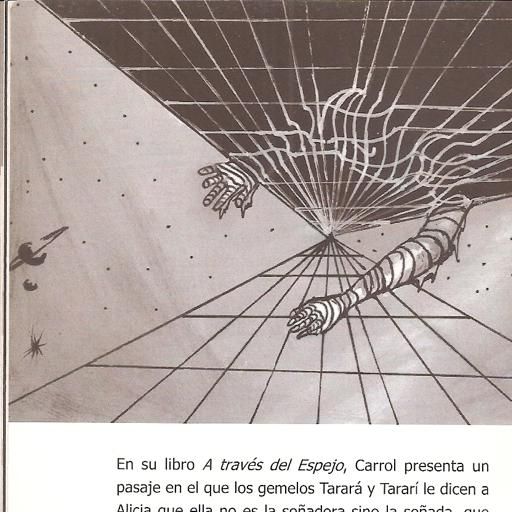 En su libro A través del Espejo, Carrol presenta un
pasaje en el que los gemelos Tarará y Tararí le dicen a
Alicia que ella no es la soñadora sino la soñada, que